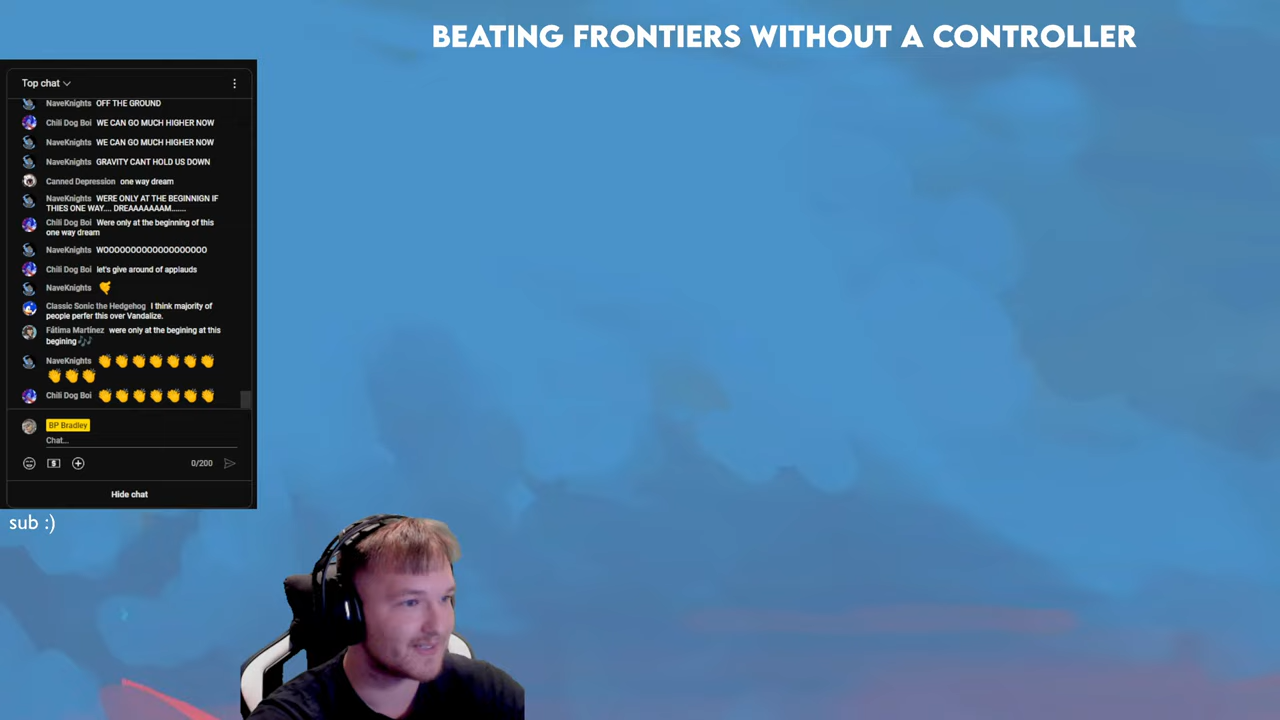 BEATING FRONTIERS WITHOUT A CONTROLLER
Top chat
NaveKnights OFF THE GROUND
Chili Dog Boi WE CAN GO MUCH HIGHER NOW
NaveKnights WE CAN GO MUCH HIGHER NOW
NaveKnights GRAVITY CANT HOLD US DOWN
Canned Depression one way dream
NaveKnights WERE ONLY AT THE BEGINNIGN IF
THIES ONE WAY.... DREAAAAAAM.......
Chili Dog Boi Were only at the beginning of this
one way dream
NaveKnights WOOOOOOOOOOOOOOOOOO
Chili Dog Boi let's give around of applauds
NaveKnights
Classic Sonic the Hedgehog I think majority of
people perfer this over Vandalize.
Fátima Martínez were only at the begining at this
begining🎶
NaveKnights 👏👏👏👏👏👏👏
👏👏👏
Chili Dog Boi 👏👏👏👏👏👏👏
BP Bradley
Chat...
0/200
Hide chat
sub :)